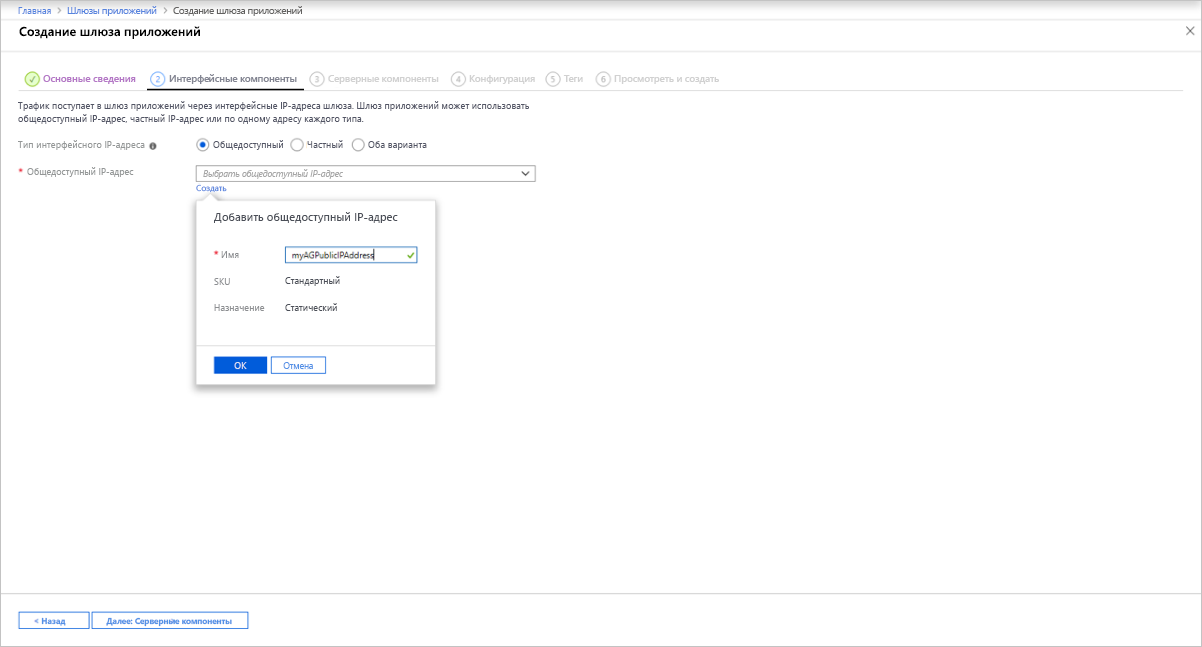 Главная > Шлюзы приложений > Создание шлюза приложений
Создание шлюза приложений
✓ Основные сведения 2 Интерфейсные компоненты 3 Серверные компоненты 4 Конфигурация 5 Теги 6 Просмотреть и создать
Трафик поступает в шлюз приложений через интерфейсные IP-адреса шлюза. Шлюз приложений может использовать
общедоступный IP-адрес, частный IP-адрес или по одному адресу каждого типа.
Тип интерфейсного IP-адреса Общедоступный Частный Оба варианта
* Общедоступный IP-адрес Выбрать общедоступный IP-адрес
Создать
Добавить общедоступный IP-адрес
* Имя myAGPublicIPAddress
SKU Стандартный
Назначение Статический
ОК Отмена
< Назад Далее: Серверные компоненты